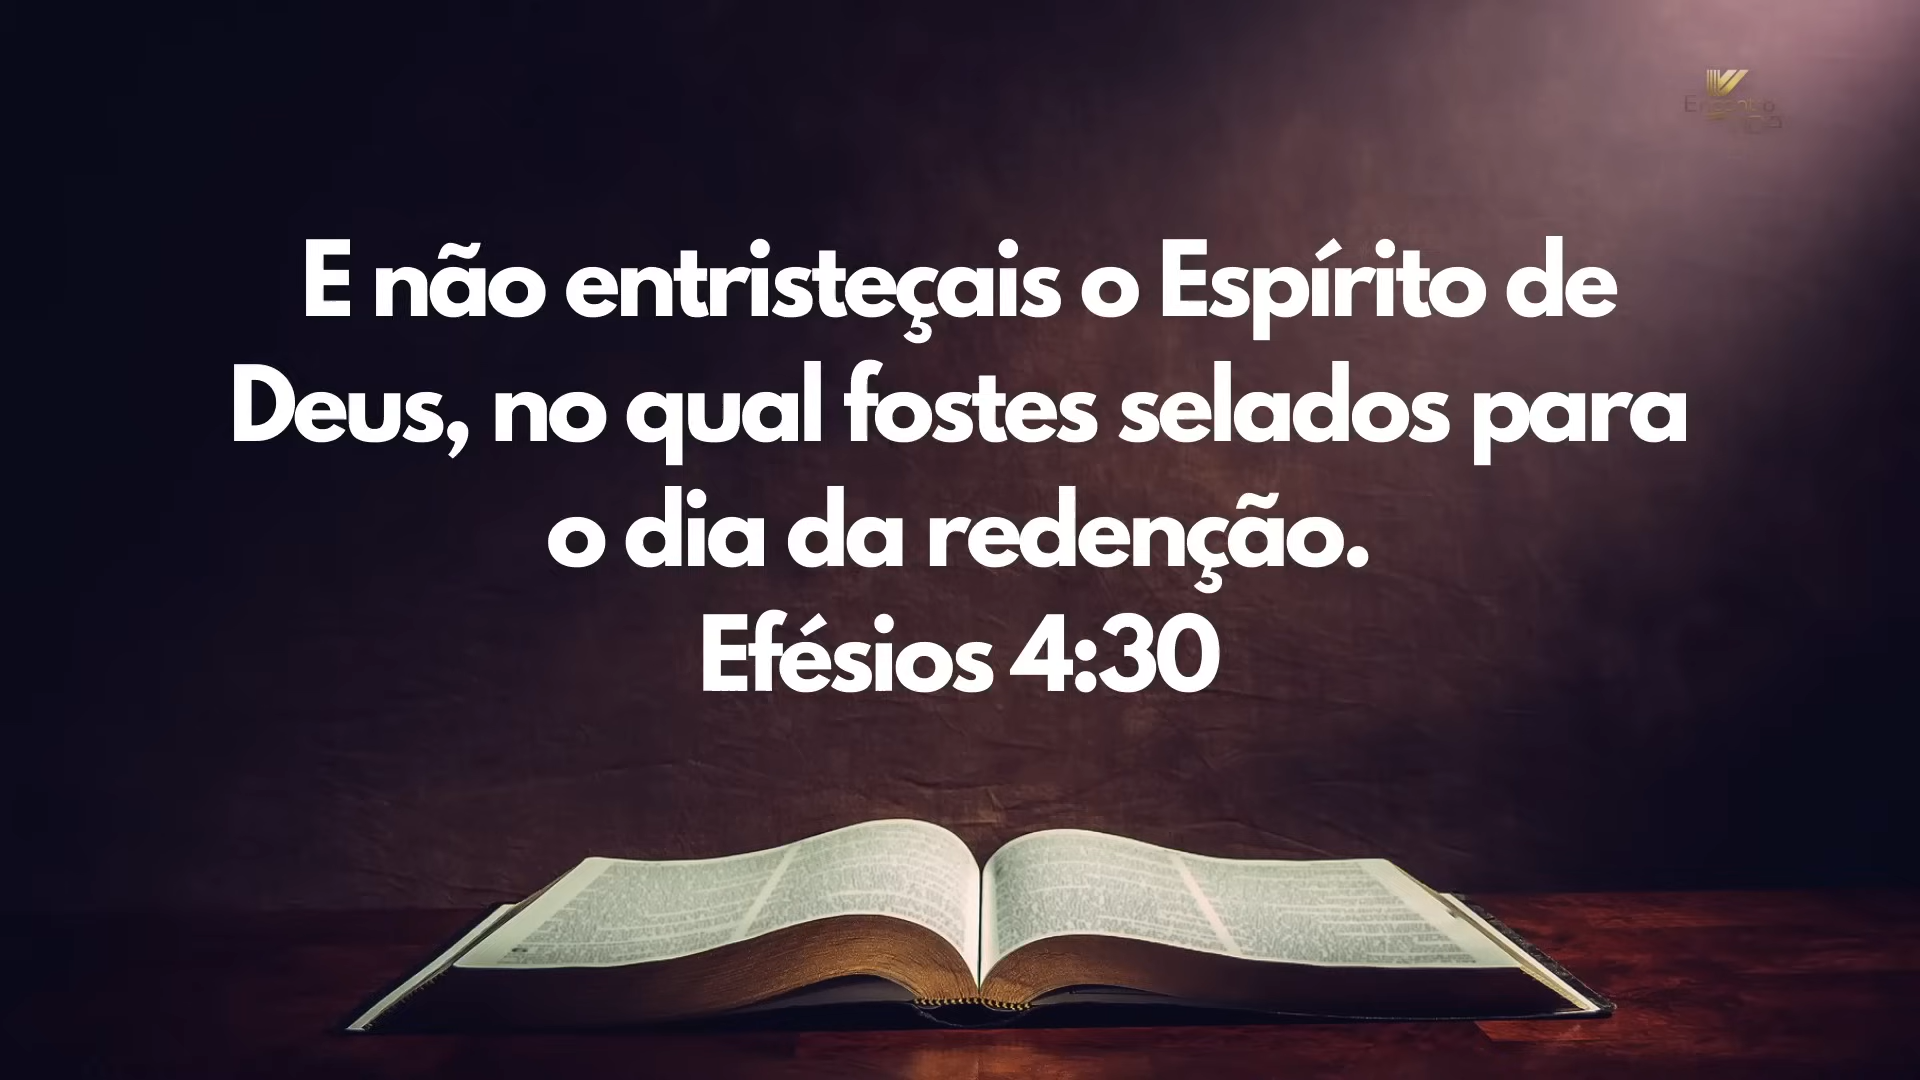 E não entristeçais o Espírito de
Deus, no qual fostes selados para
o dia da redenção.
Efésios 4:30